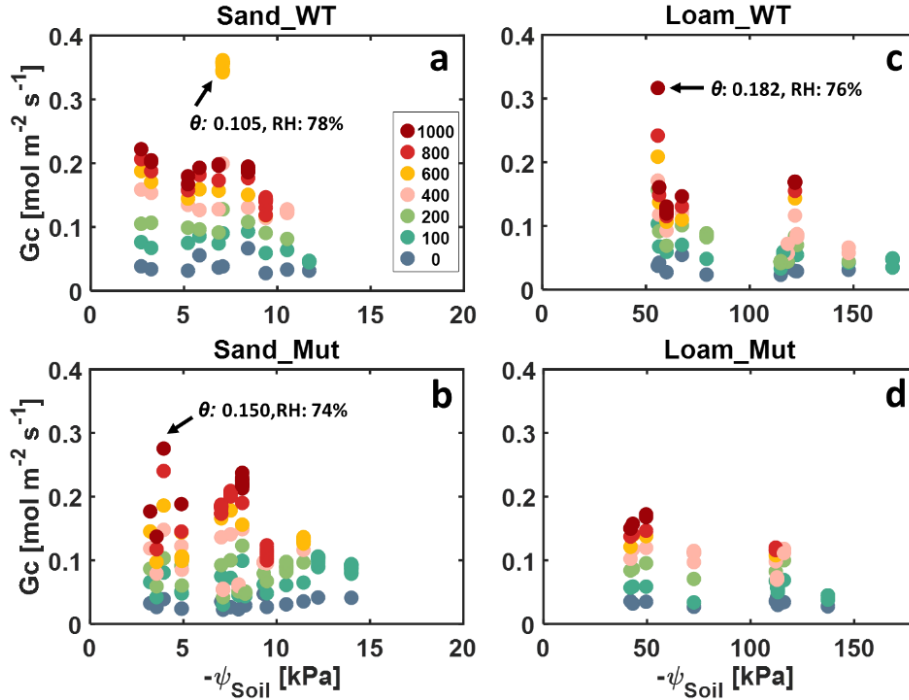 Sand_WT
Loam_WT
0.4
0.3
0.2
0.1
0
Gc [mol m⁻² s⁻¹]
a
θ: 0.105, RH: 78%
1000
800
600
400
200
100
0
0 5 10 15 20
0.4
0.3
0.2
0.1
0
c
θ: 0.182, RH: 76%
0 50 100 150
Sand_Mut
Loam_Mut
0.4
0.3
0.2
0.1
0
Gc [mol m⁻² s⁻¹]
b
θ: 0.150,RH: 74%
0 5 10 15 20
-ψSoil [kPa]
0.4
0.3
0.2
0.1
0
d
0 50 100 150
-ψSoil [kPa]